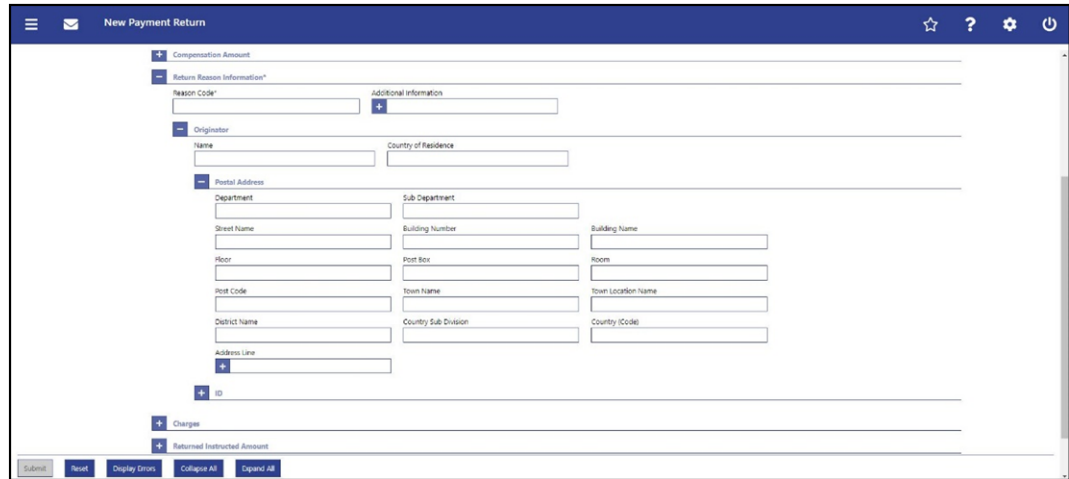 New Payment Return
?
+ Compensation Amount
− Return Reason Information*
Reason Code* Additional Information
+
− Originator
Name Country of Residence
− Postal Address
Department Sub Department
Street Name Building Number Building Name
Floor Post Box Room
Post Code Town Name Town Location Name
District Name Country Sub Division Country (Code)
Address Line
+
+ ID
+ Charges
+ Returned Instructed Amount
Submit Reset Display Errors Collapse All Expand All